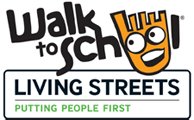 Walk
to School
LIVING STREETS
PUTTING PEOPLE FIRST